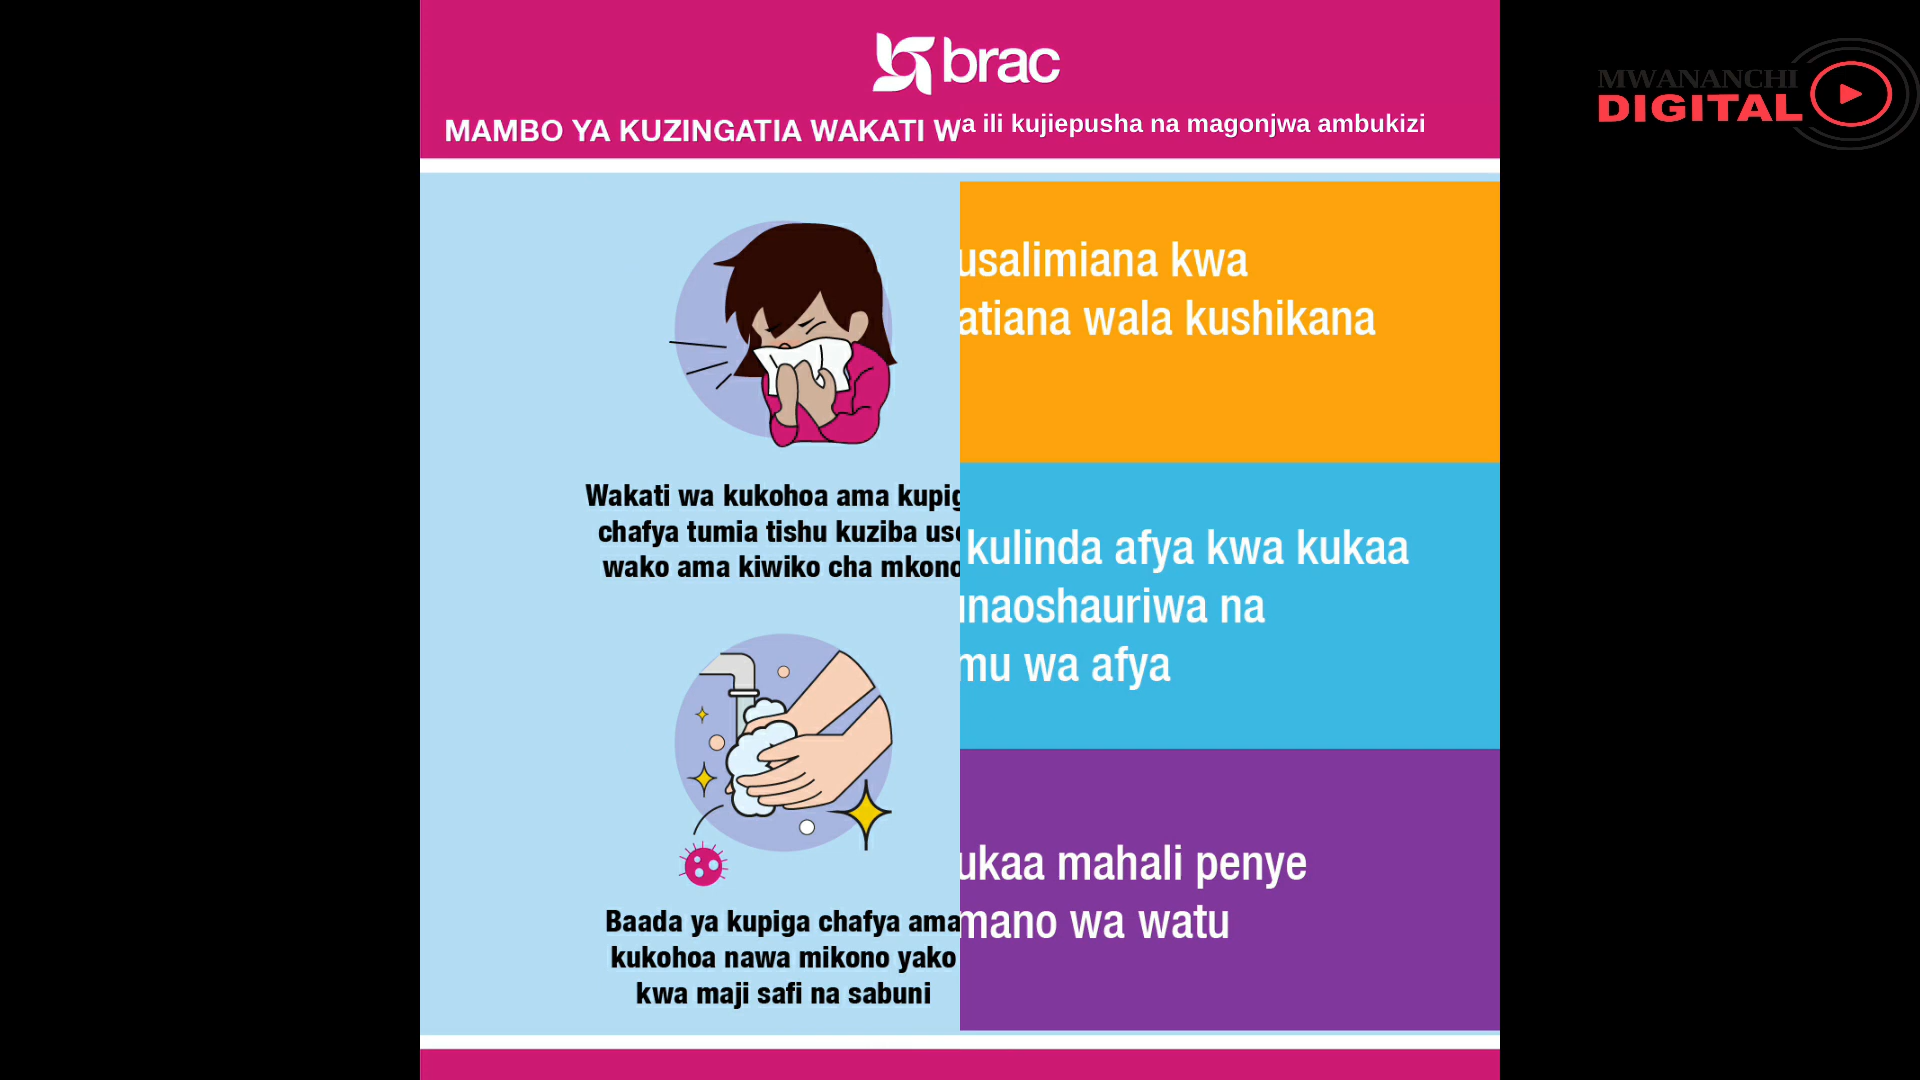 brac
MAMBO YA KUZINGATIA WAKATI W
a ili kujiepusha na magonjwa ambukizi
MWANANCHI
DIGITAL
Wakati wa kukohoa ama kupig
chafya tumia tishu kuziba uso
wako ama kiwiko cha mkono
Baada ya kupiga chafya ama
kukohoa nawa mikono yako
kwa maji safi na sabuni
usalimiana kwa
atiana wala kushikana
kulinda afya kwa kukaa
unaoshauriwa na
mu wa afya
ukaa mahali penye
mano wa watu